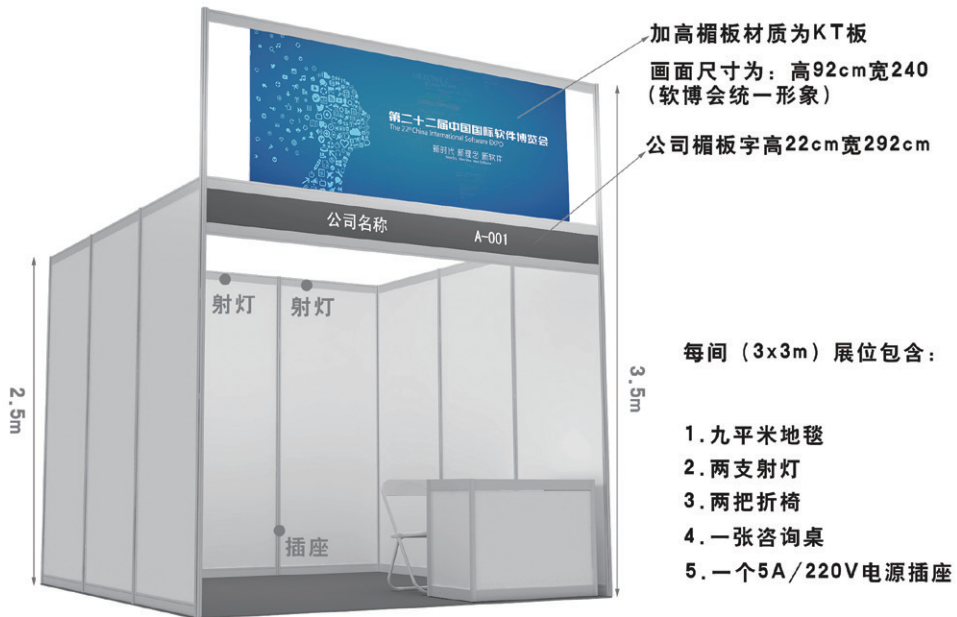 加高楣板材质为KT板
画面尺寸为：高92cm宽240
(软博会统一形象)
第二十二届中国国际软件博览会
The 22nd China International Software EXPO
新时代 新理念 新软件
公司楣板字高22cm宽292cm
公司名称 A-001
射灯 射灯
2.5m
3.5m
每间（3x3m）展位包含：
1.九平米地毯
2.两支射灯
3.两把折椅
4.一张咨询桌
5.一个5A/220V电源插座
插座